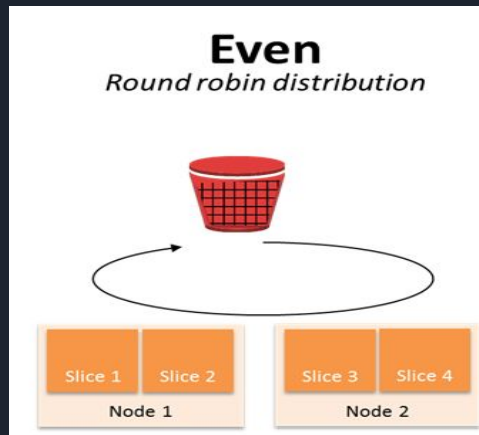 Even
Round robin distribution
Slice 1 Slice 2 Slice 3 Slice 4
Node 1 Node 2